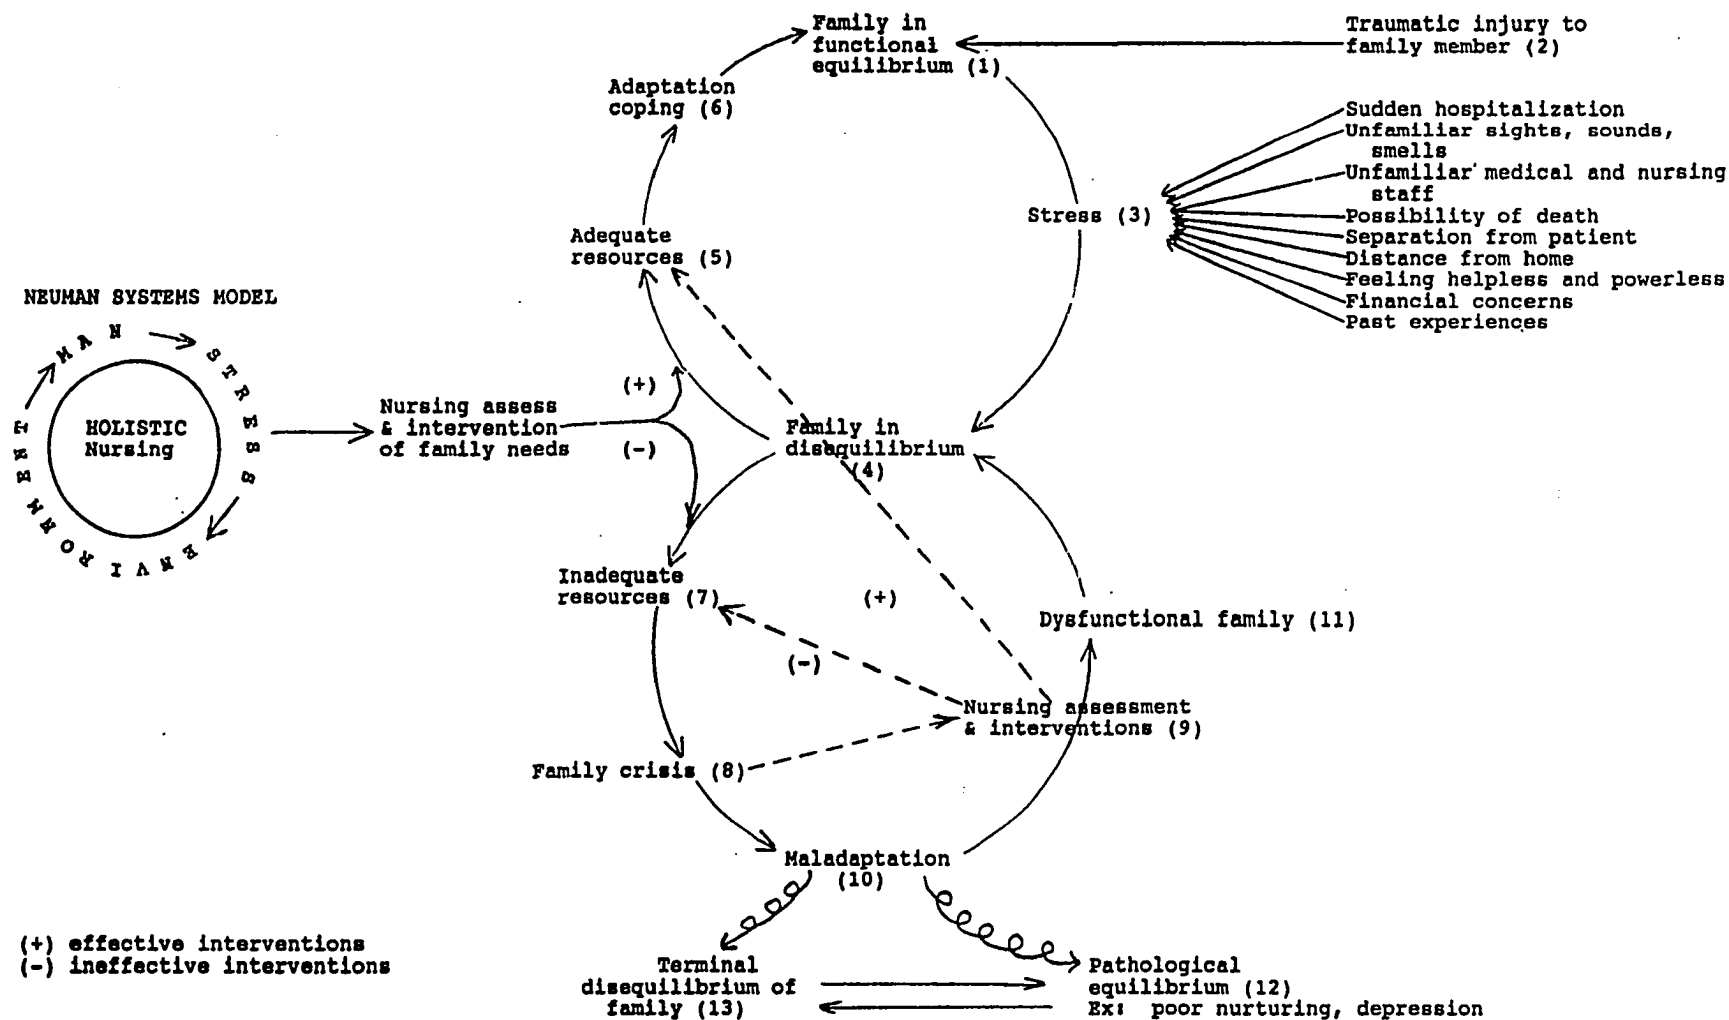 Family in
functional
equilibrium (1)
Traumatic injury to
family member (2)
Adaptation
coping (6)
Sudden hospitalization
Unfamiliar sights, sounds,
smells
Unfamiliar medical and nursing
staff
Stress (3)
Possibility of death
Separation from patient
Distance from home
Feeling helpless and powerless
Financial concerns
Past experiences
Adequate
resources (5)
NEUMAN SYSTEMS MODEL
MAN
STRESS
ENVIRONMENT
HOLISTIC
Nursing
Nursing assess
& intervention
of family needs
(+)
(-)
Family in
disequilibrium
(4)
Inadequate
resources (7)
(+)
(-)
Dysfunctional family (11)
Nursing assessment
& interventions (9)
Family crisis (8)
Maladaptation
(10)
(+) effective interventions
(-) ineffective interventions
Terminal
disequilibrium of
family (13)
Pathological
equilibrium (12)
Ex: poor nurturing, depression